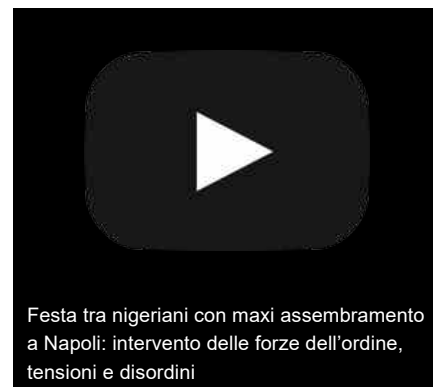 Festa tra nigeriani con maxi assembramento
a Napoli: intervento delle forze dell’ordine,
tensioni e disordini